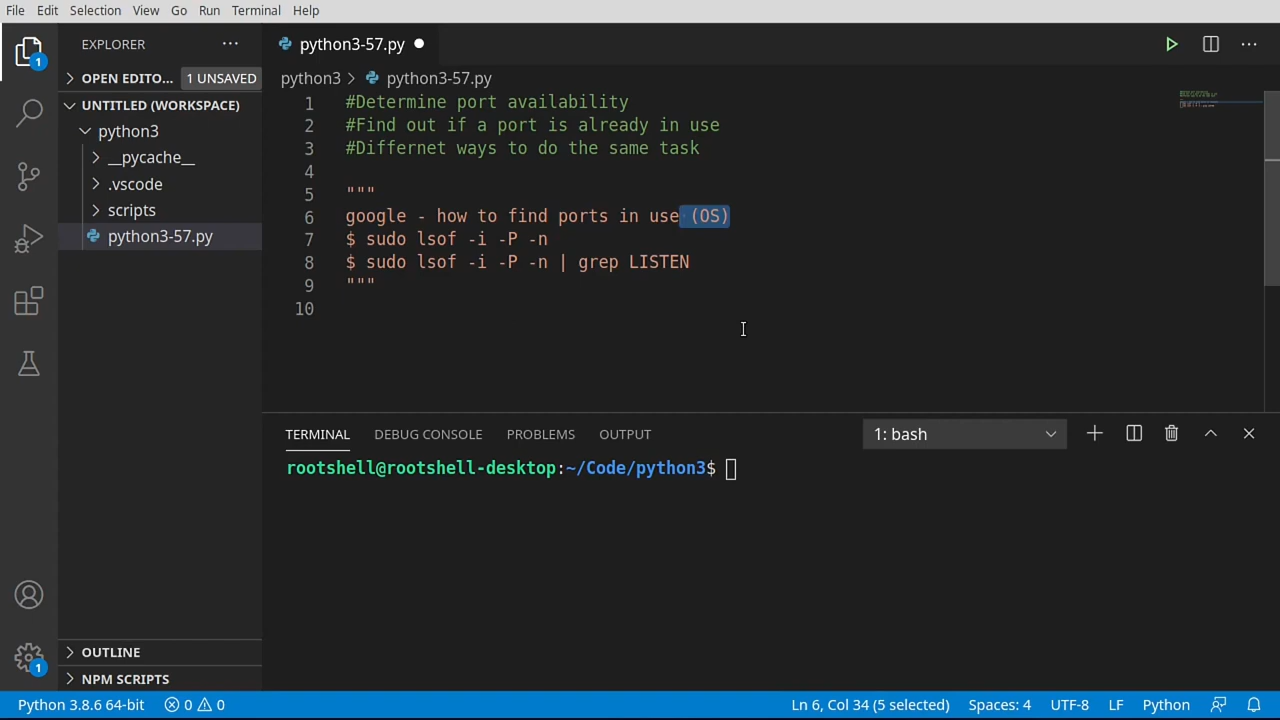 File Edit Selection View Go Run Terminal Help
EXPLORER
python3-57.py
OPEN EDITO... 1 UNSAVED
python3 > python3-57.py
UNTITLED (WORKSPACE)
python3
__pycache__
.vscode
scripts
python3-57.py
1 #Determine port availability
2 #Find out if a port is already in use
3 #Differnet ways to do the same task
4
5 """
6 google - how to find ports in use (OS)
7 $ sudo lsof -i -P -n
8 $ sudo lsof -i -P -n | grep LISTEN
9 """
10
TERMINAL DEBUG CONSOLE PROBLEMS OUTPUT 1: bash
rootshell@rootshell-desktop:~/Code/python3$
1
1
OUTLINE
NPM SCRIPTS
Python 3.8.6 64-bit 0 0 Ln 6, Col 34 (5 selected) Spaces: 4 UTF-8 LF Python